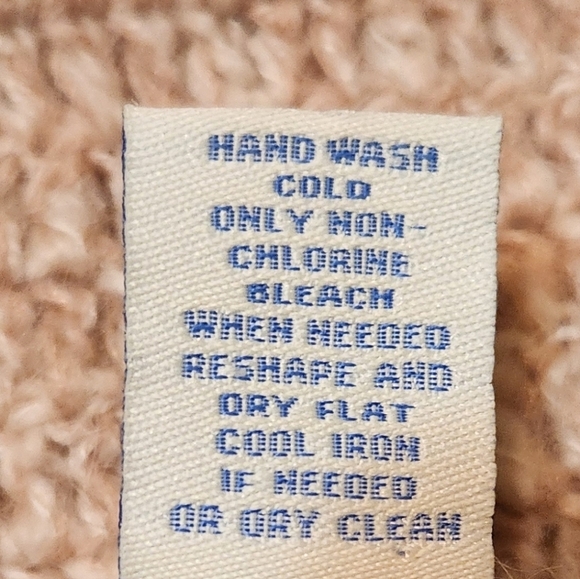 HAND WASH
COLD
ONLY NON-
CHLORINE
BLEACH
WHEN NEEDED
RESHAPE AND
DRY FLAT
COOL IRON
IF NEEDED
OR DRY CLEAN